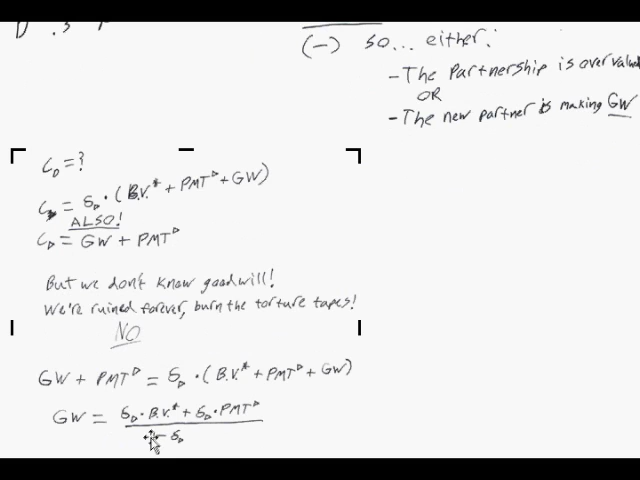 (-) so... either:
- The Partnership is overvalue
OR
- The new partner is making GW
C_D = ?
C_D = S_D · (B.V.* + PMT^D + GW)
ALSO!
C_D = GW + PMT^D
But we don't know goodwill!
We're ruined forever, burn the torture tapes!
NO
GW + PMT^D = S_D · (B.V.* + PMT^D + GW)
GW = S_D · B.V.* + S_D · PMT^D
- S_D